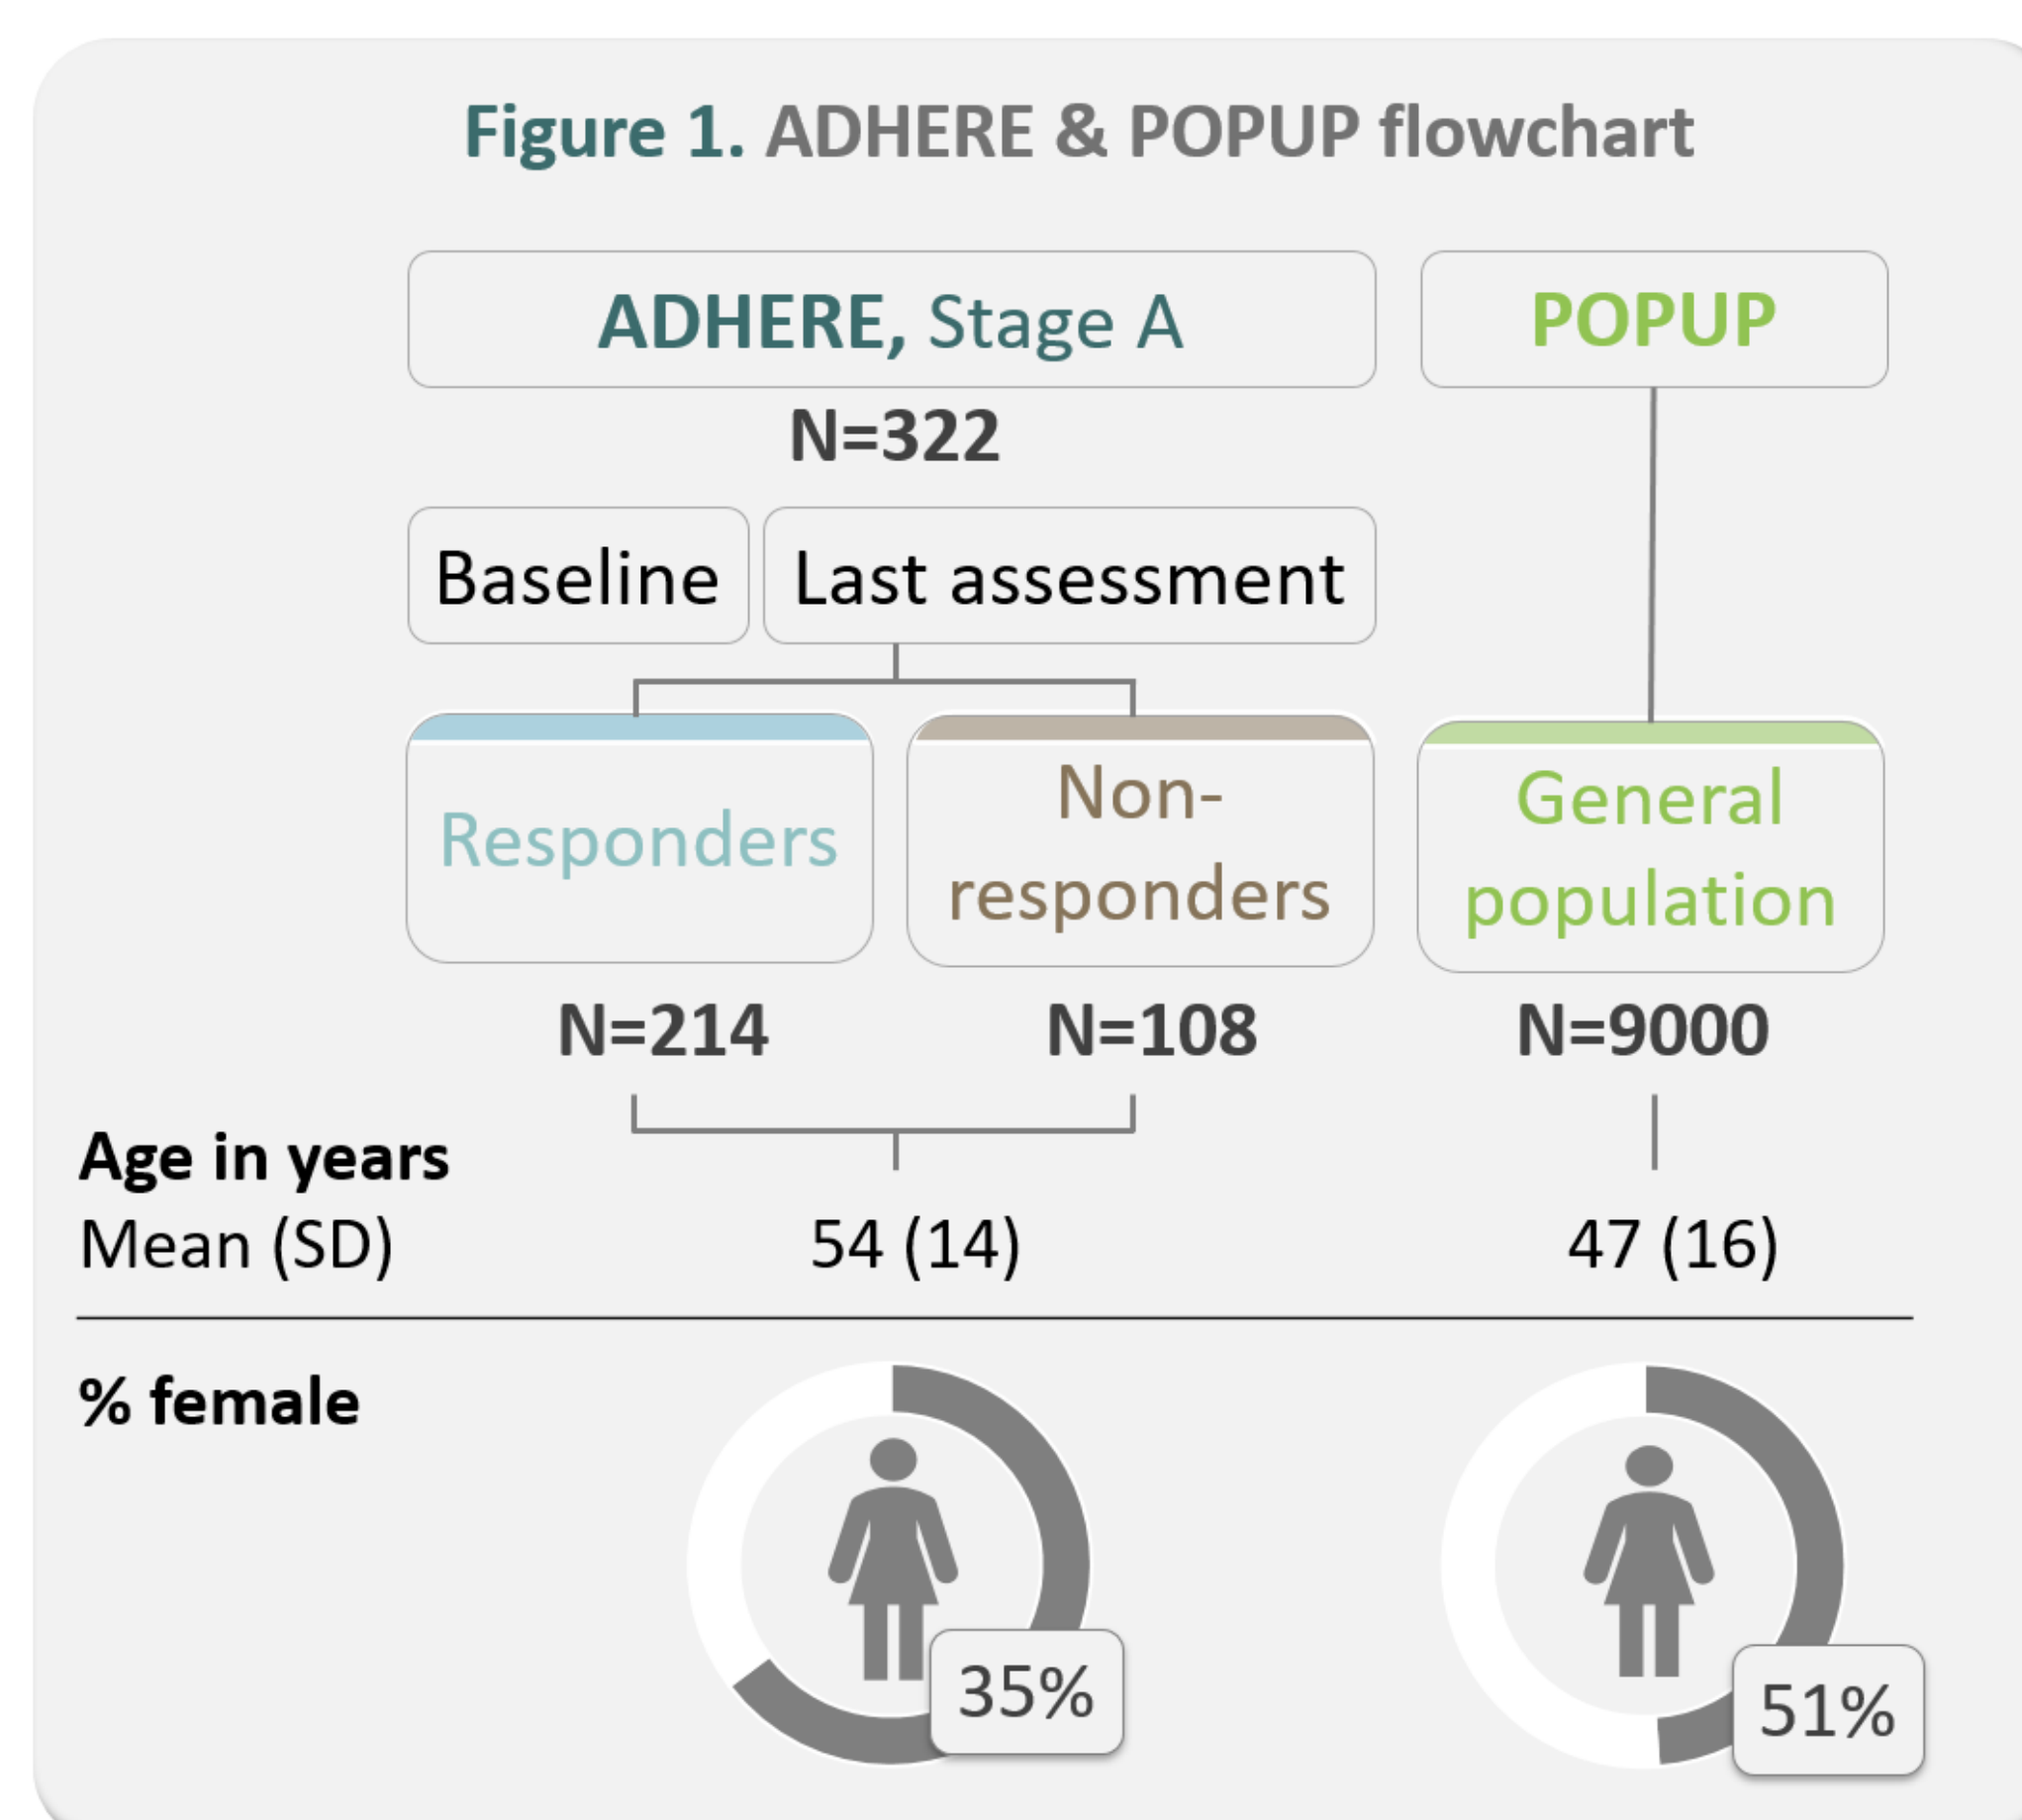 Figure 1. ADHERE & POPUP flowchart
ADHERE, Stage A
POPUP
N=322
Baseline
Last assessment
Responders
Non-
responders
General
population
N=214
N=108
N=9000
Age in years
Mean (SD)
54 (14)
47 (16)
% female
35%
51%